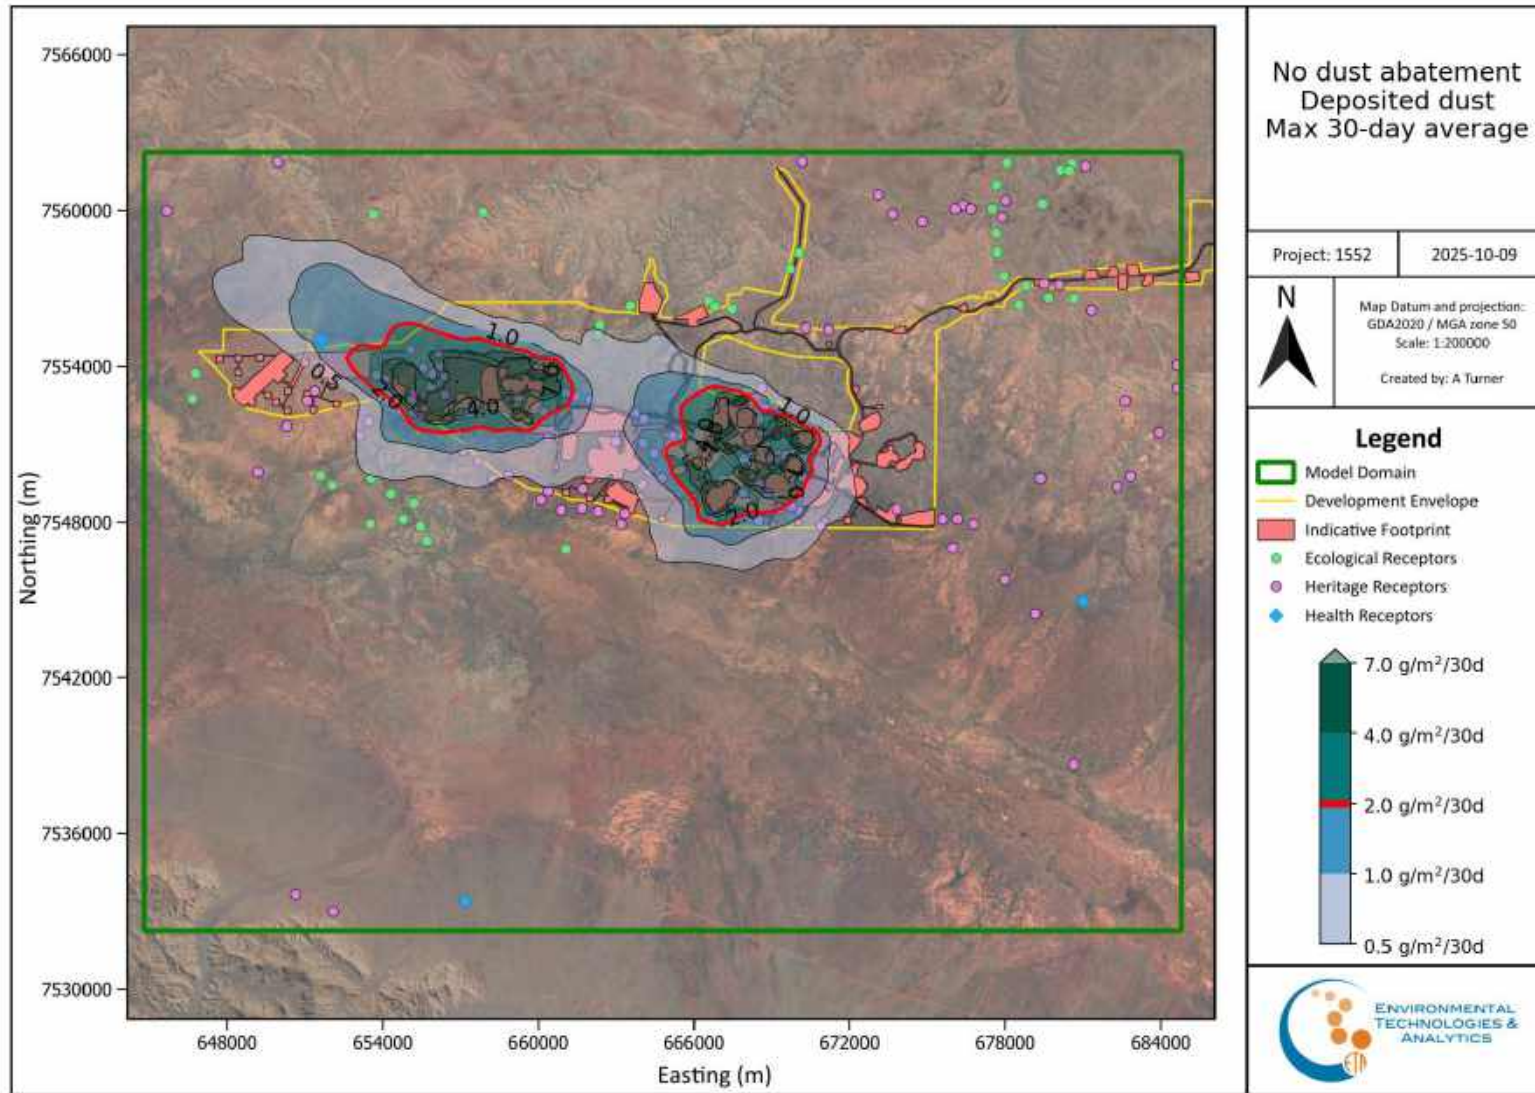 No dust abatement
Deposited dust
Max 30-day average
Project: 1552
2025-10-09
N
Map Datum and projection:
GDA2020 / MGA zone 50
Scale: 1:200000
Created by: A Turner
Legend
Model Domain
Development Envelope
Indicative Footprint
Ecological Receptors
Heritage Receptors
Health Receptors
7.0 g/m²/30d
4.0 g/m²/30d
2.0 g/m²/30d
1.0 g/m²/30d
0.5 g/m²/30d
ENVIRONMENTAL
TECHNOLOGIES &
ANALYTICS
ETA
Northing (m)
7566000
7560000
7554000
7548000
7542000
7536000
7530000
648000
654000
660000
666000
672000
678000
684000
Easting (m)
1.0
0.5
2.0
4.0
1.0
2.0